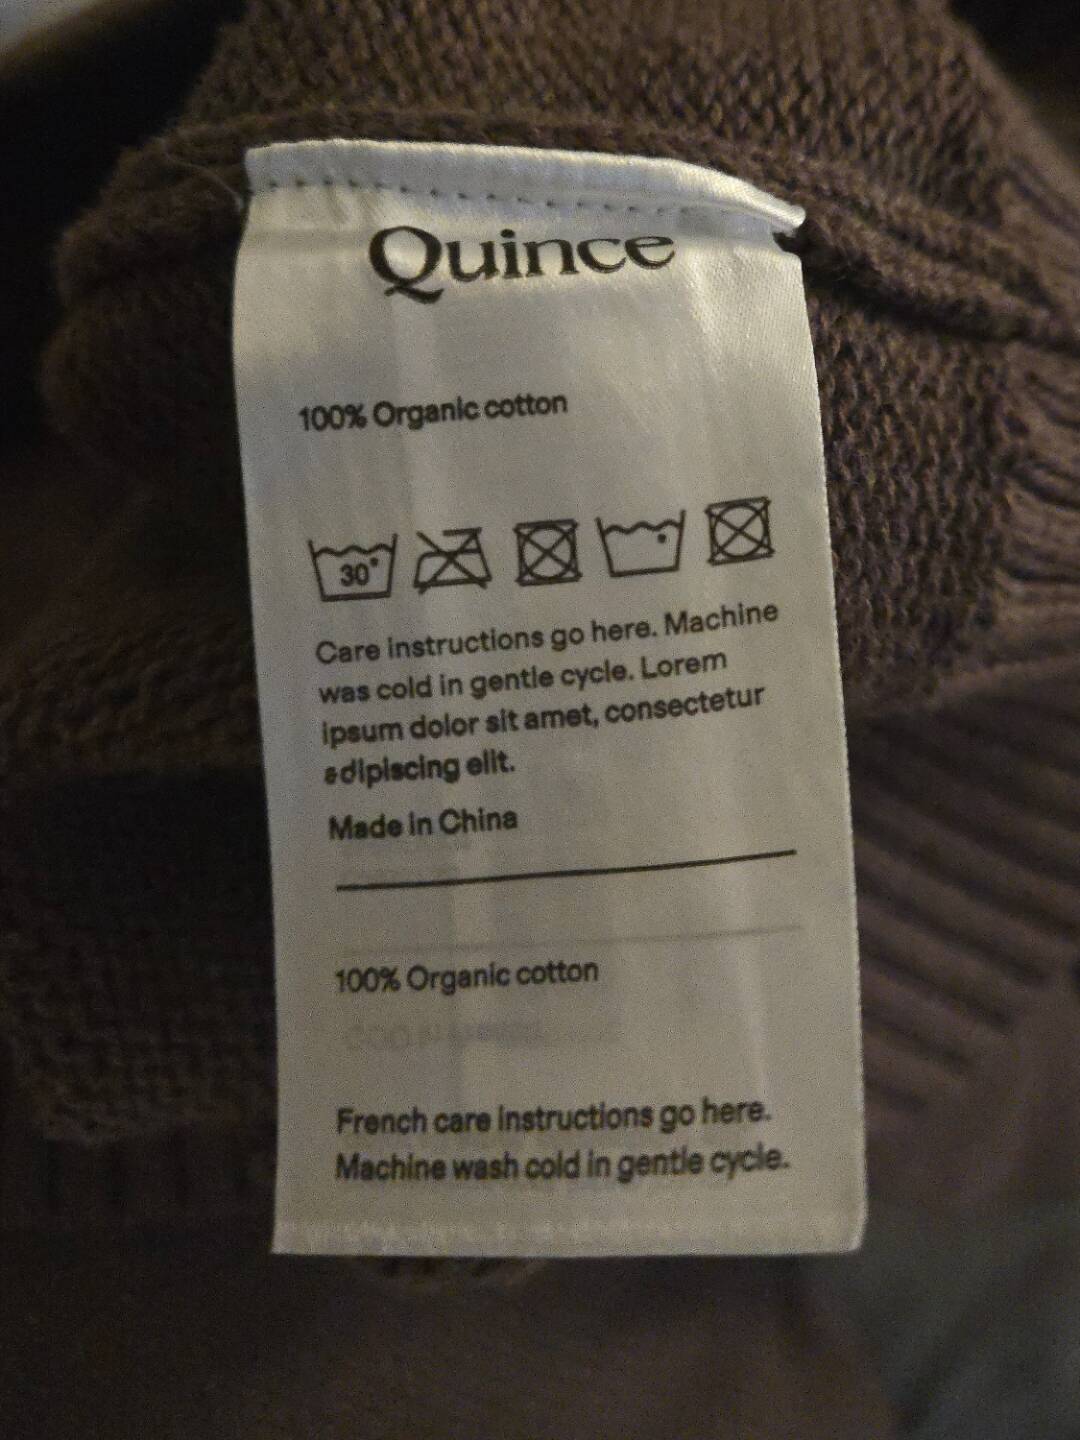 Quince
100% Organic cotton
30°
Care instructions go here. Machine
was cold in gentle cycle. Lorem
ipsum dolor sit amet, consectetur
adipiscing elit.
Made in China
100% Organic cotton
French care instructions go here.
Machine wash cold in gentle cycle.